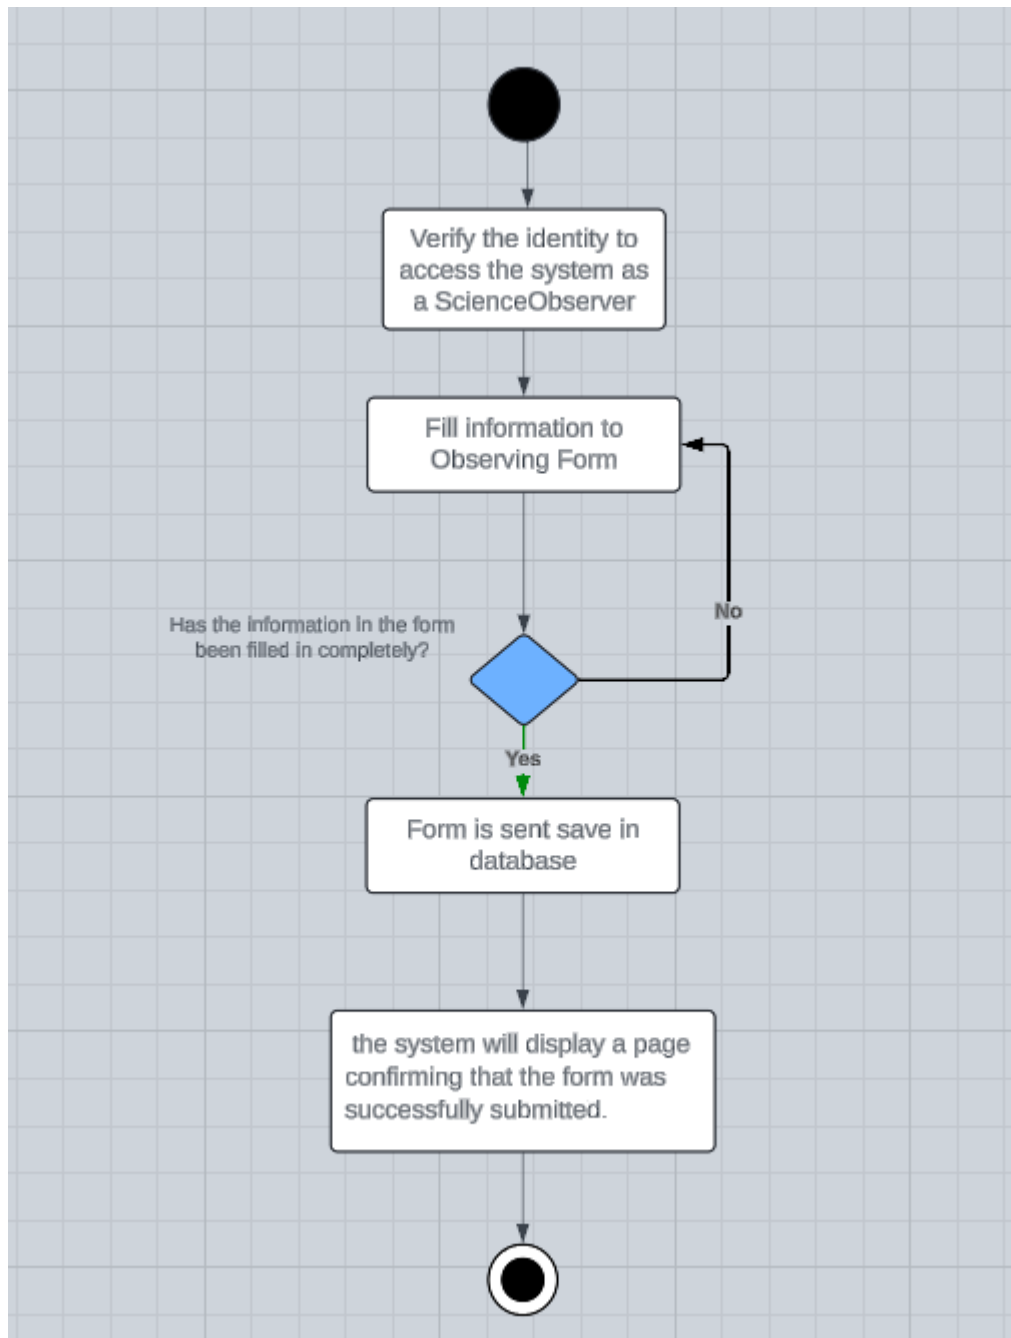 Verify the identity to
access the system as
a ScienceObserver
Fill information to
Observing Form
No
Has the information in the form
been filled in completely?
Yes
Form is sent save in
database
the system will display a page
confirming that the form was
successfully submitted.